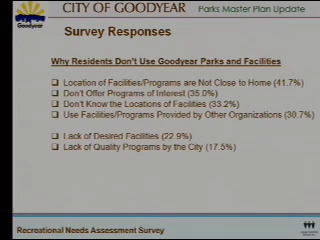 CITY OF GOODYEAR Parks Master Plan Update
Goodyear
Survey Responses
Why Residents Don't Use Goodyear Parks and Facilities
Location of Facilities/Programs are Not Close to Home (41.7%)
Don't Offer Programs of Interest (35.0%)
Don't Know the Locations of Facilities (33.2%)
Use Facilities/Programs Provided by Other Organizations (30.7%)
Lack of Desired Facilities (22.9%)
Lack of Quality Programs by the City (17.5%)
Recreational Needs Assessment Survey